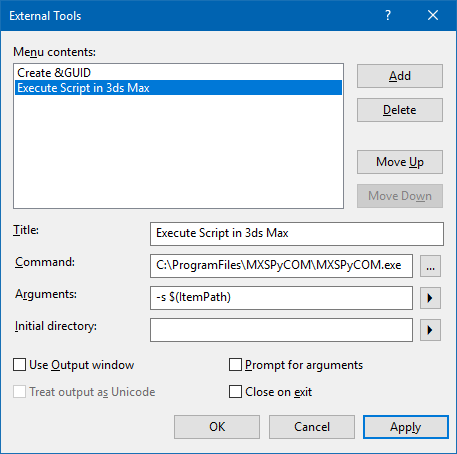 External Tools
Menu contents:
Create &GUID
Execute Script in 3ds Max
Add
Delete
Move Up
Move Down
Title:
Execute Script in 3ds Max
Command:
C:\ProgramFiles\MXSPyCOM\MXSPyCOM.exe
...
Arguments:
-s $(ItemPath)
Initial directory:
Use Output window
Prompt for arguments
Treat output as Unicode
Close on exit
OK
Cancel
Apply